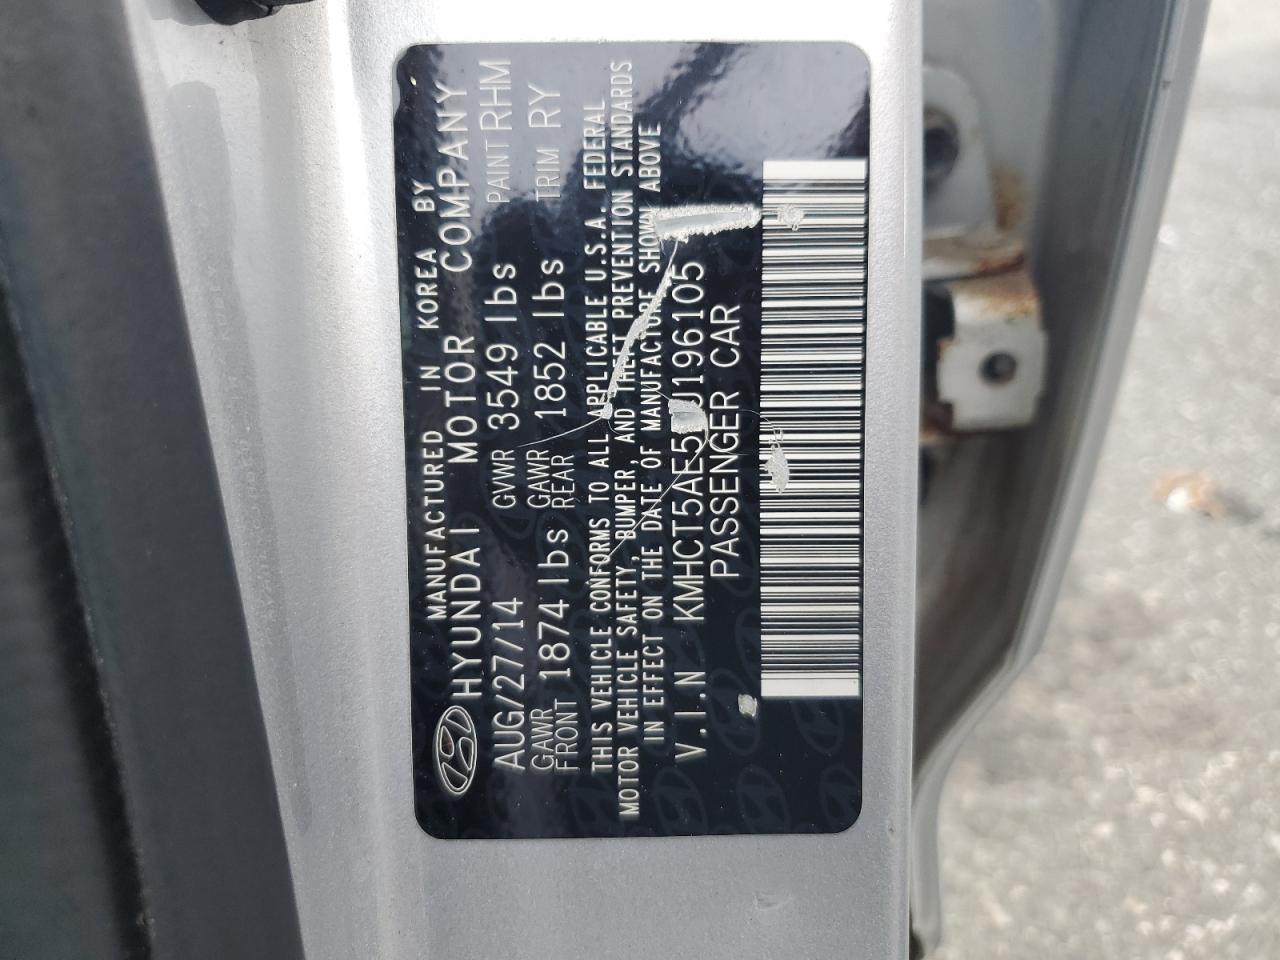 MANUFACTURED IN KOREA BY
HYUNDAI MOTOR COMPANY
AUG/27/14 GVWR 3549 lbs PAINT RHM
GAWR FRONT 1874 lbs GAWR REAR 1852 lbs TRIM RY
THIS VEHICLE CONFORMS TO ALL APPLICABLE U.S.A. FEDERAL
MOTOR VEHICLE SAFETY, BUMPER, AND THEFT PREVENTION STANDARDS
IN EFFECT ON THE DATE OF MANUFACTURE SHOWN ABOVE
V.I.N KMHCT5AE5 U196105
PASSENGER CAR